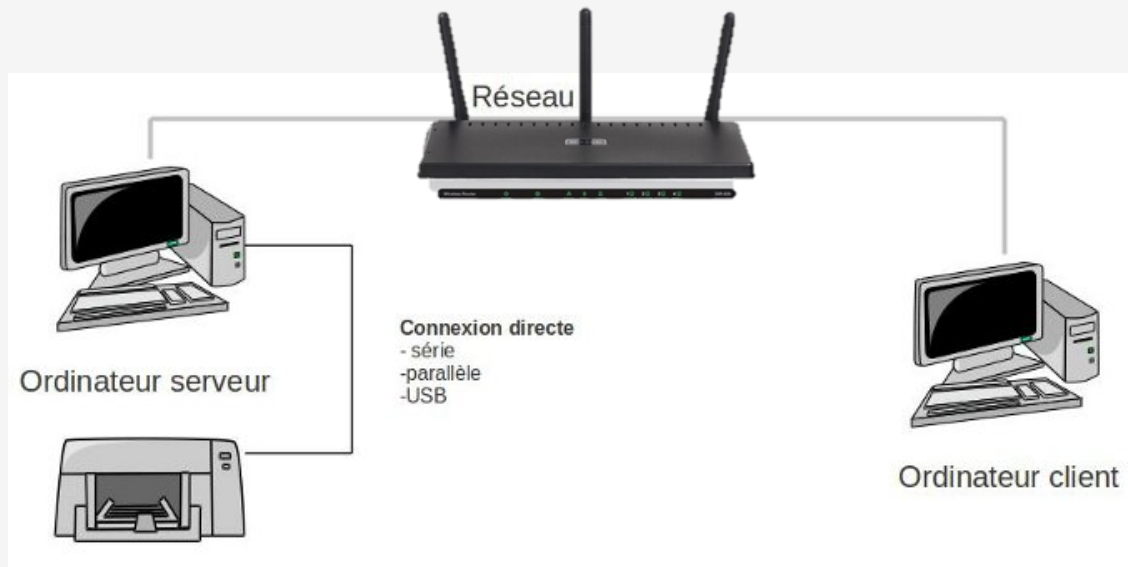 Réseau
Ordinateur serveur
Connexion directe
- série
-parallèle
-USB
Ordinateur client